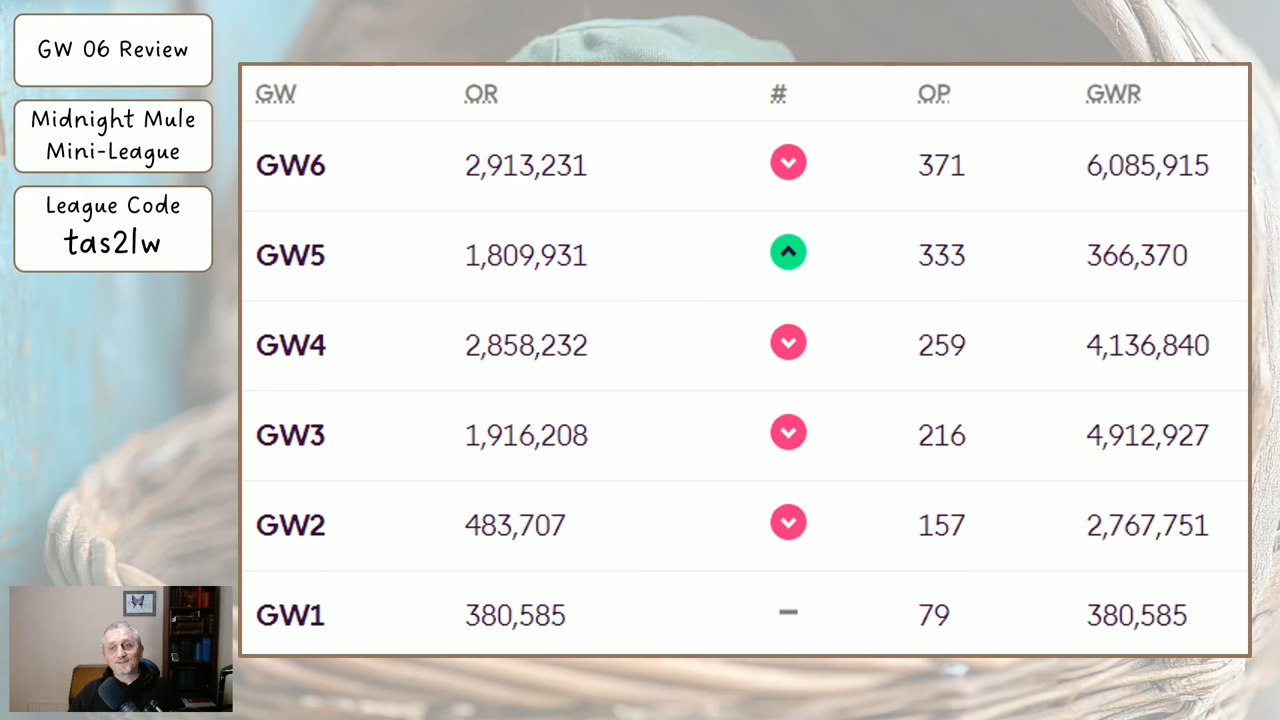 GW 06 Review
Midnight Mule
Mini-League
League Code
tas2lw
GW OR # OP GWR
GW6 2,913,231 371 6,085,915
GW5 1,809,931 333 366,370
GW4 2,858,232 259 4,136,840
GW3 1,916,208 216 4,912,927
GW2 483,707 157 2,767,751
GW1 380,585 – 79 380,585